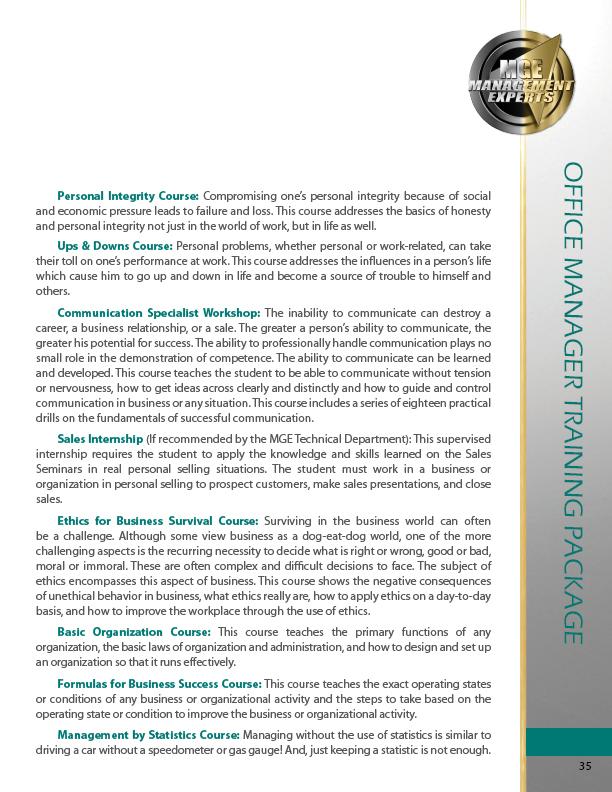 MGE
MANAGEMENT
EXPERTS
OFFICE MANAGER TRAINING PACKAGE
Personal Integrity Course: Compromising one’s personal integrity because of social
and economic pressure leads to failure and loss. This course addresses the basics of honesty
and personal integrity not just in the world of work, but in life as well.
Ups & Downs Course: Personal problems, whether personal or work-related, can take
their toll on one’s performance at work. This course addresses the influences in a person’s life
which cause him to go up and down in life and become a source of trouble to himself and
others.
Communication Specialist Workshop: The inability to communicate can destroy a
career, a business relationship, or a sale. The greater a person’s ability to communicate, the
greater his potential for success. The ability to professionally handle communication plays no
small role in the demonstration of competence. The ability to communicate can be learned
and developed. This course teaches the student to be able to communicate without tension
or nervousness, how to get ideas across clearly and distinctly and how to guide and control
communication in business or any situation. This course includes a series of eighteen practical
drills on the fundamentals of successful communication.
Sales Internship (If recommended by the MGE Technical Department): This supervised
internship requires the student to apply the knowledge and skills learned on the Sales
Seminars in real personal selling situations. The student must work in a business or
organization in personal selling to prospect customers, make sales presentations, and close
sales.
Ethics for Business Survival Course: Surviving in the business world can often
be a challenge. Although some view business as a dog-eat-dog world, one of the more
challenging aspects is the recurring necessity to decide what is right or wrong, good or bad,
moral or immoral. These are often complex and difficult decisions to face. The subject of
ethics encompasses this aspect of business. This course shows the negative consequences
of unethical behavior in business, what ethics really are, how to apply ethics on a day-to-day
basis, and how to improve the workplace through the use of ethics.
Basic Organization Course: This course teaches the primary functions of any
organization, the basic laws of organization and administration, and how to design and set up
an organization so that it runs effectively.
Formulas for Business Success Course: This course teaches the exact operating states
or conditions of any business or organizational activity and the steps to take based on the
operating state or condition to improve the business or organizational activity.
Management by Statistics Course: Managing without the use of statistics is similar to
driving a car without a speedometer or gas gauge! And, just keeping a statistic is not enough.
35